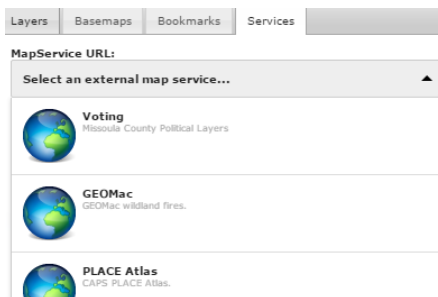 Layers Basemaps Bookmarks Services
MapService URL:
Select an external map service...
Voting
Missoula County Political Layers
GEOMac
GEOMac wildland fires.
PLACE Atlas
CAPS PLACE Atlas.